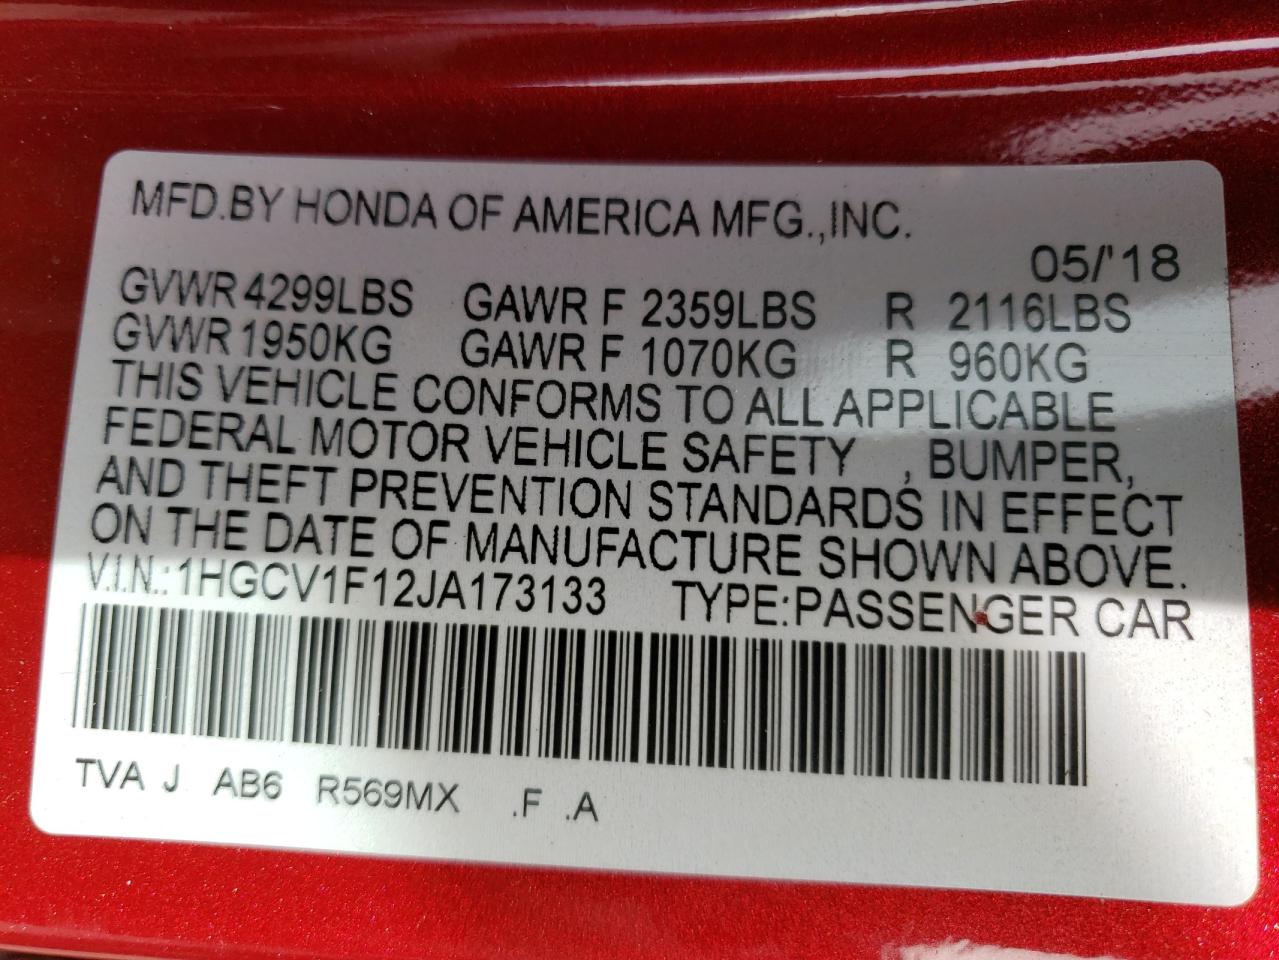 MFD.BY HONDA OF AMERICA MFG.,INC.
05/'18
GVWR 4299LBS GAWR F 2359LBS R 2116LBS
GVWR 1950KG GAWR F 1070KG R 960KG
THIS VEHICLE CONFORMS TO ALL APPLICABLE
FEDERAL MOTOR VEHICLE SAFETY , BUMPER,
AND THEFT PREVENTION STANDARDS IN EFFECT
ON THE DATE OF MANUFACTURE SHOWN ABOVE.
V.I.N.: 1HGCV1F12JA173133 TYPE:PASSENGER CAR
TVA J AB6 R569MX .F .A